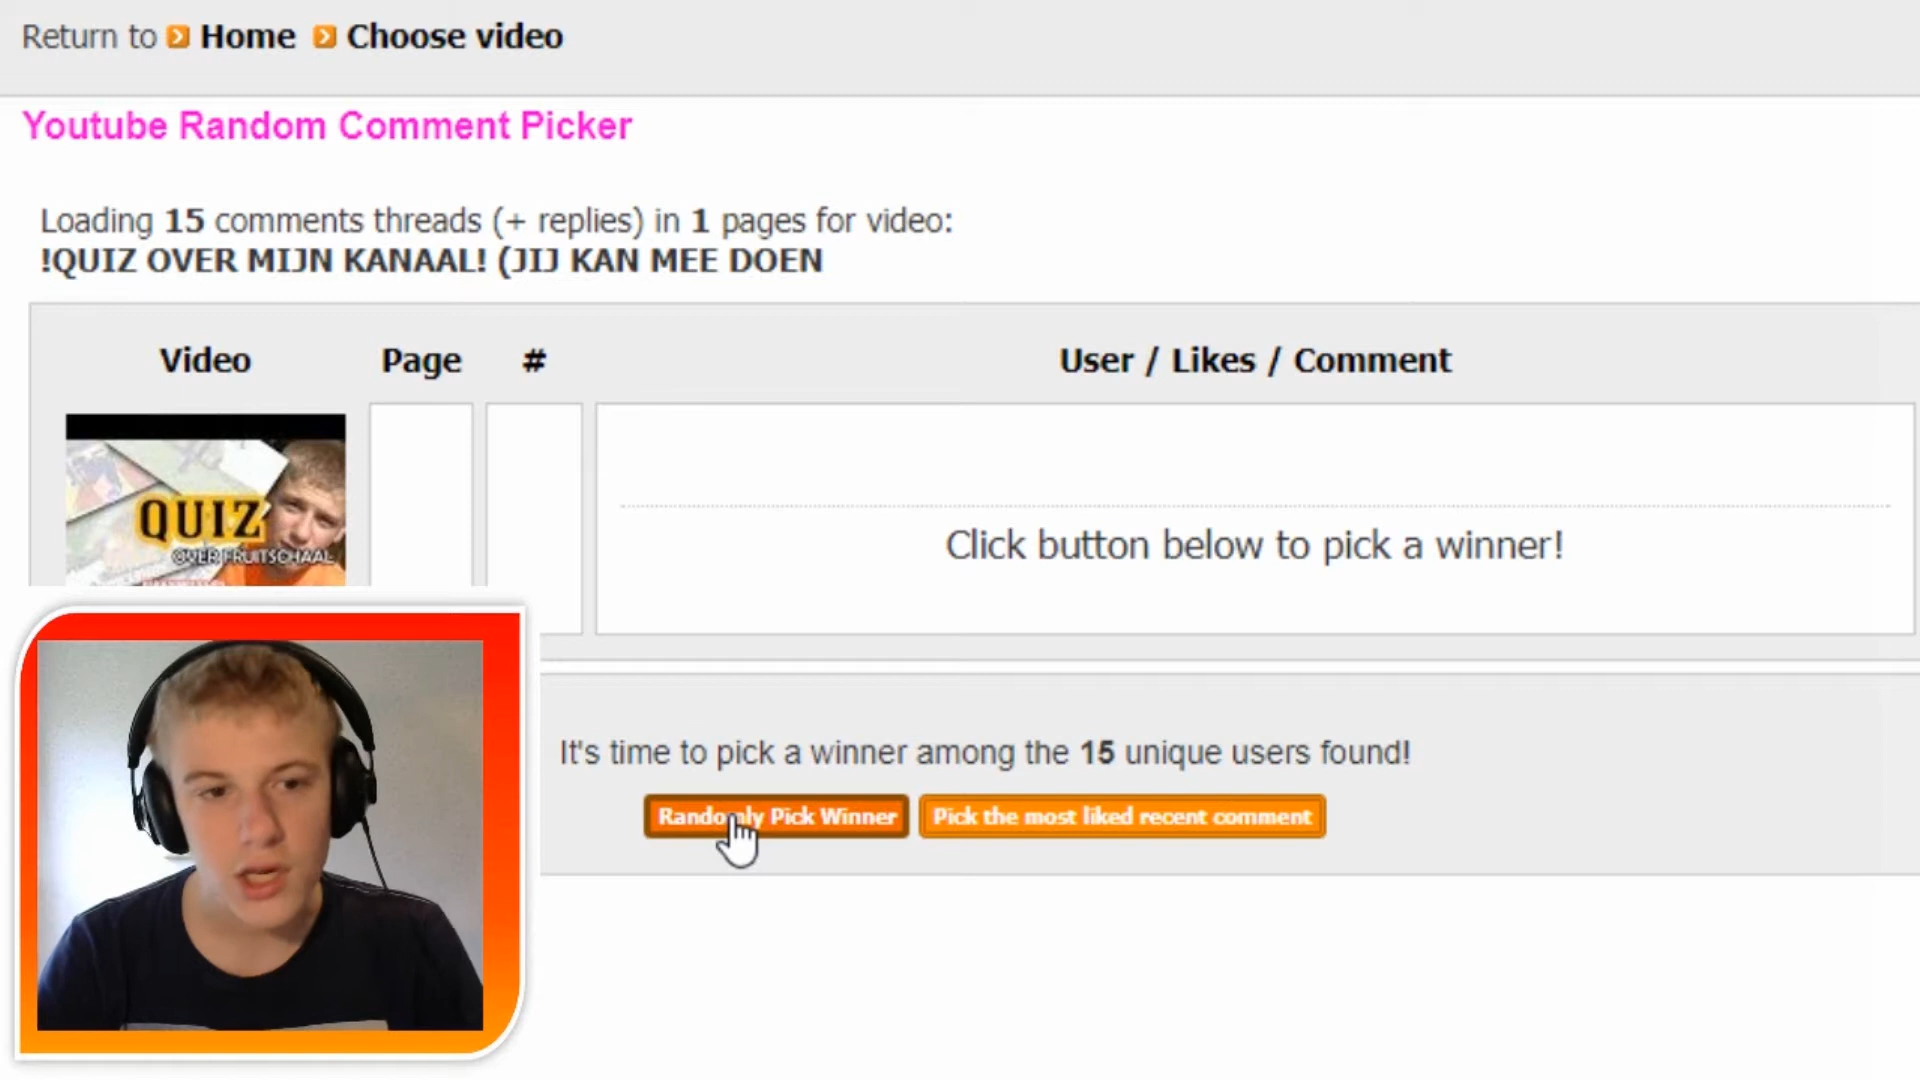 Return to Home Choose video
Youtube Random Comment Picker
Loading 15 comments threads (+ replies) in 1 pages for video:
!QUIZ OVER MIJN KANAAL! (JIJ KAN MEE DOEN
Video Page # User / Likes / Comment
QUIZ
OVER FRUITSCHAAL
Click button below to pick a winner!
It's time to pick a winner among the 15 unique users found!
Randomly Pick Winner Pick the most liked recent comment